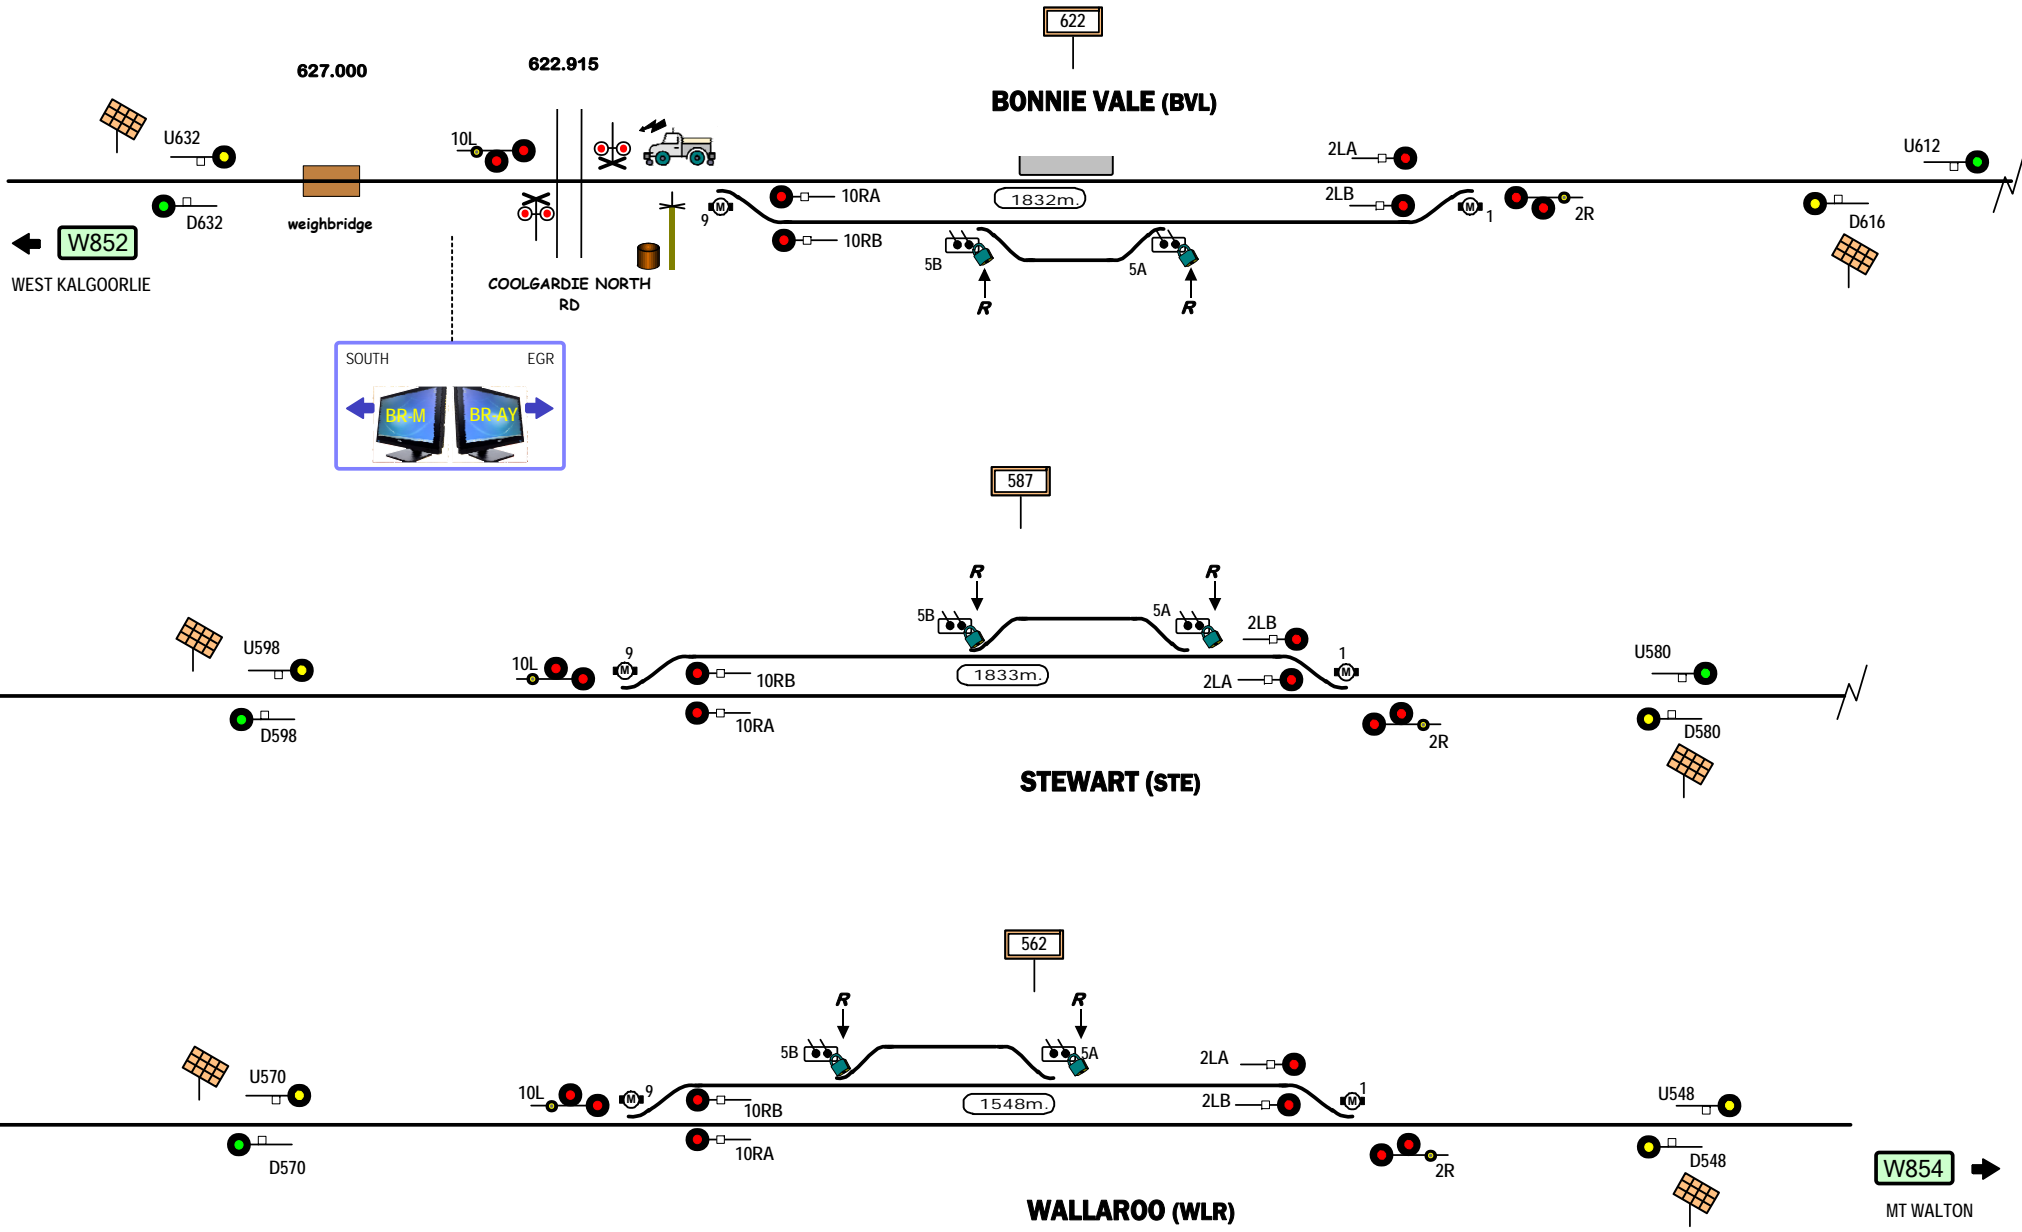 622
627.000
622.915
BONNIE VALE (BVL)
U632
10L
2LA
U612
10RA
1832m.
2LB
9
1
2R
D632
weighbridge
10RB
D616
W852
5B
5A
WEST KALGOORLIE
COOLGARDIE NORTH
RD
R
R
SOUTH
EGR
BR-M
BR-AY
587
R
R
5B
5A
2LB
U598
9
1
U580
10L
10RB
1833m.
2LA
10RA
D598
2R
D580
STEWART (STE)
562
R
R
5B
5A
2LA
U570
10L
9
1
U548
10RB
1548m.
2LB
10RA
D570
2R
D548
W854
WALLAROO (WLR)
MT WALTON
M
M
M
M
M
M